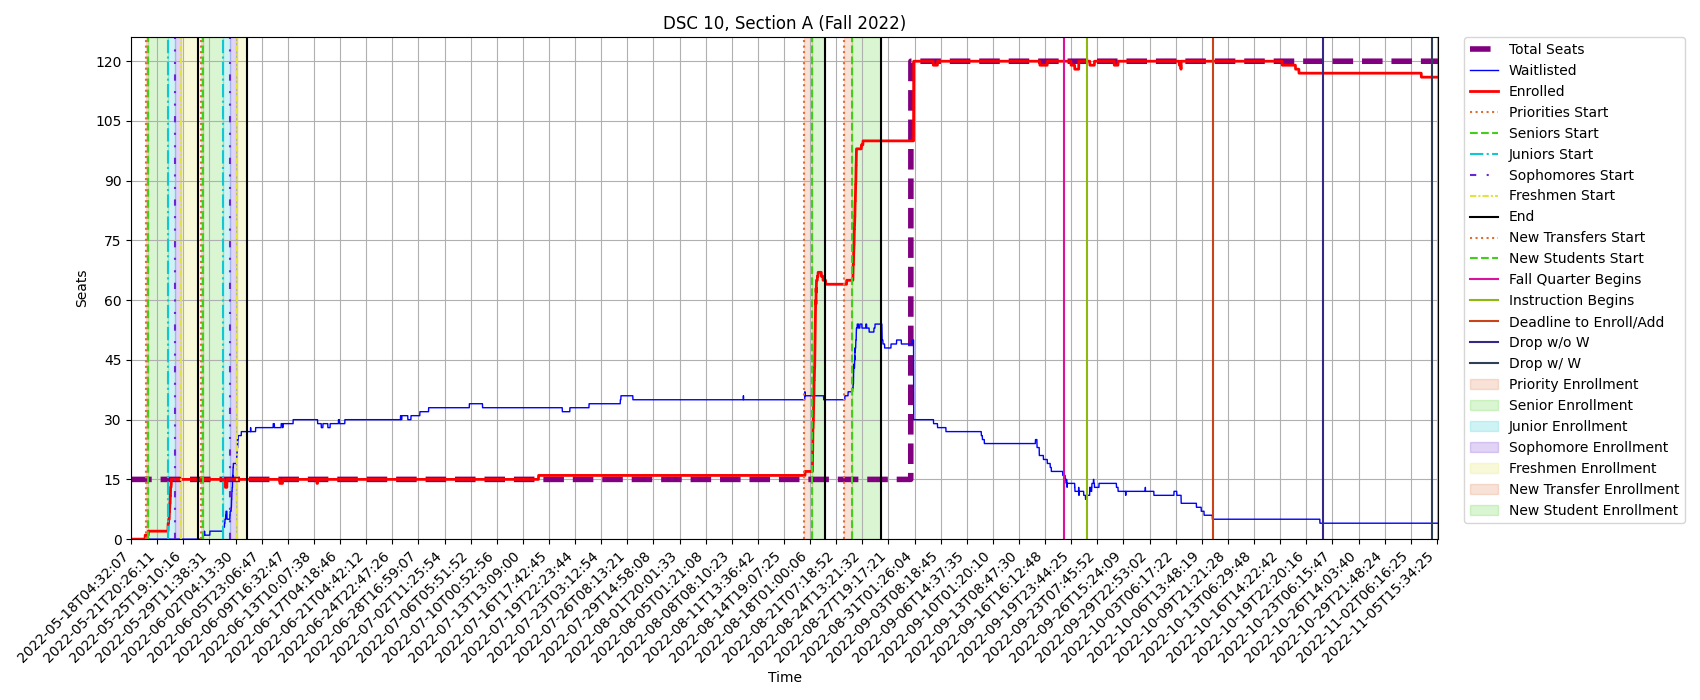 DSC 10, Section A (Fall 2022)
Seats
120
105
90
75
60
45
30
15
0
2022-05-18T04:32:07
2022-05-21T20:26:11
2022-05-25T19:10:16
2022-05-29T11:38:31
2022-06-02T04:13:30
2022-06-05T23:06:47
2022-06-09T16:32:47
2022-06-13T10:07:38
2022-06-17T04:18:46
2022-06-21T04:42:12
2022-06-24T22:47:26
2022-06-28T16:59:07
2022-07-02T11:25:54
2022-07-06T05:51:52
2022-07-10T00:52:56
2022-07-13T13:09:00
2022-07-16T17:42:45
2022-07-19T22:23:44
2022-07-23T03:12:54
2022-07-26T08:13:21
2022-07-29T14:58:09
2022-08-01T20:01:33
2022-08-05T01:21:08
2022-08-08T08:10:23
2022-08-11T13:36:42
2022-08-14T19:07:25
2022-08-18T01:00:06
2022-08-21T07:18:52
2022-08-24T13:21:32
2022-08-27T19:17:21
2022-08-31T01:26:04
2022-09-03T08:18:45
2022-09-06T14:37:35
2022-09-10T01:20:10
2022-09-13T08:47:30
2022-09-16T16:12:48
2022-09-19T23:44:25
2022-09-23T07:45:52
2022-09-26T15:24:09
2022-09-29T22:53:02
2022-10-03T06:17:22
2022-10-06T13:48:19
2022-10-09T21:21:28
2022-10-13T06:29:48
2022-10-16T14:22:42
2022-10-19T22:20:16
2022-10-23T06:15:47
2022-10-26T14:03:40
2022-10-29T21:48:24
2022-11-02T06:16:25
2022-11-05T15:34:25
Time
Total Seats
Waitlisted
Enrolled
Priorities Start
Seniors Start
Juniors Start
Sophomores Start
Freshmen Start
End
New Transfers Start
New Students Start
Fall Quarter Begins
Instruction Begins
Deadline to Enroll/Add
Drop w/o W
Drop w/ W
Priority Enrollment
Senior Enrollment
Junior Enrollment
Sophomore Enrollment
Freshmen Enrollment
New Transfer Enrollment
New Student Enrollment